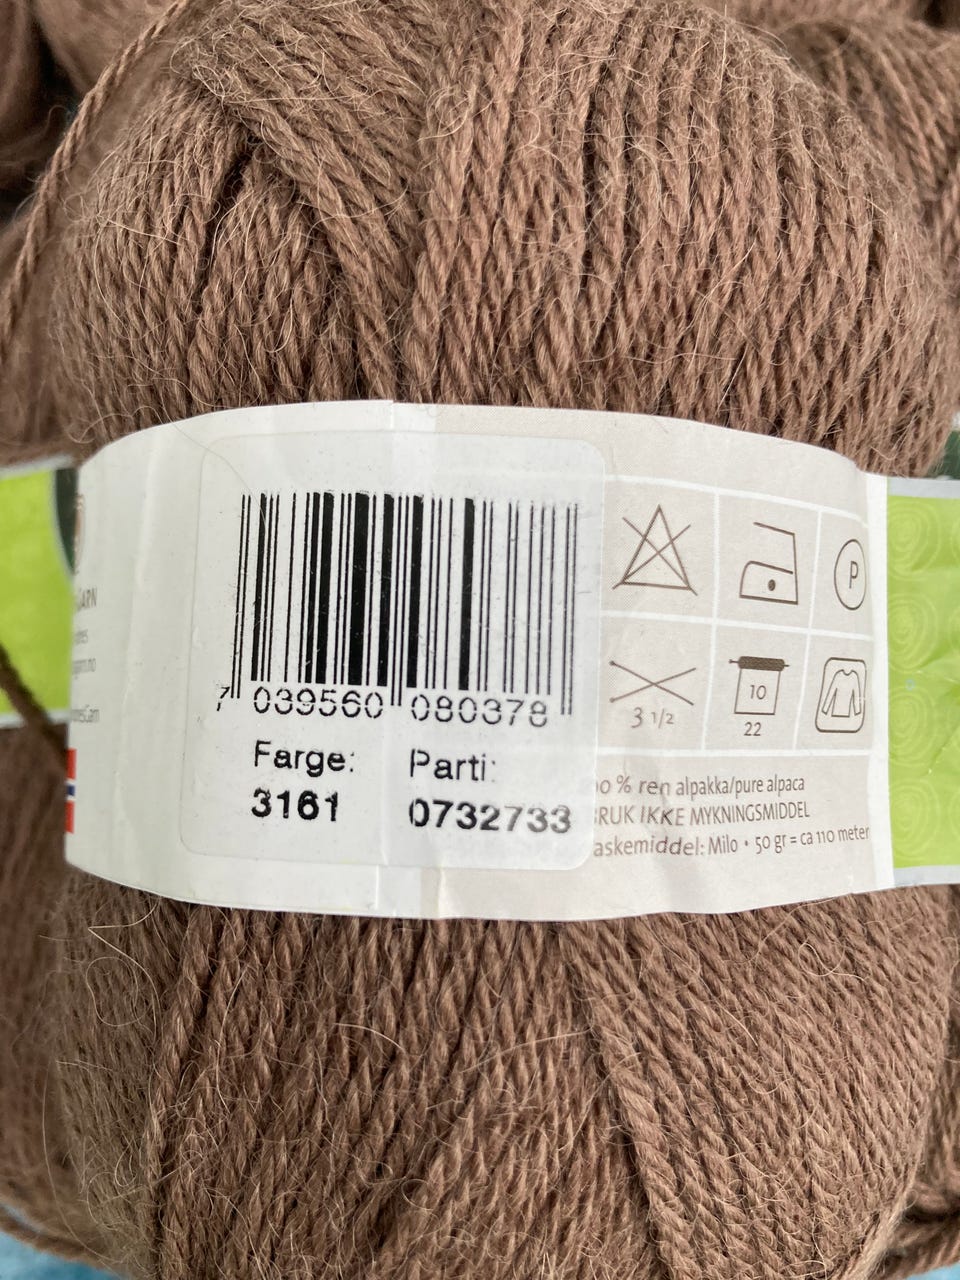 7 039560 080378
Farge: Parti:
3161 0732733
P
3 1/2
10
22
% ren alpakka/pure alpaca
BRUK IKKE MYKNINGSMIDDEL
askemiddel: Milo • 50 gr = ca 110 meter